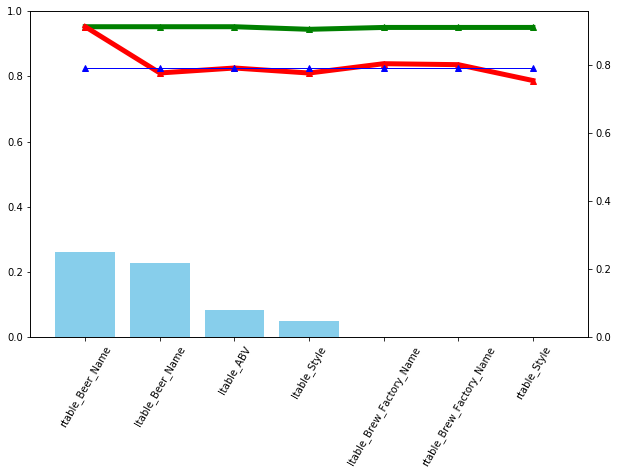 1.0
0.8
0.6
0.4
0.2
0.0
0.8
0.6
0.4
0.2
0.0
rtable_Beer_Name
ltable_Beer_Name
ltable_ABV
ltable_Style
ltable_Brew_Factory_Name
rtable_Brew_Factory_Name
rtable_Style